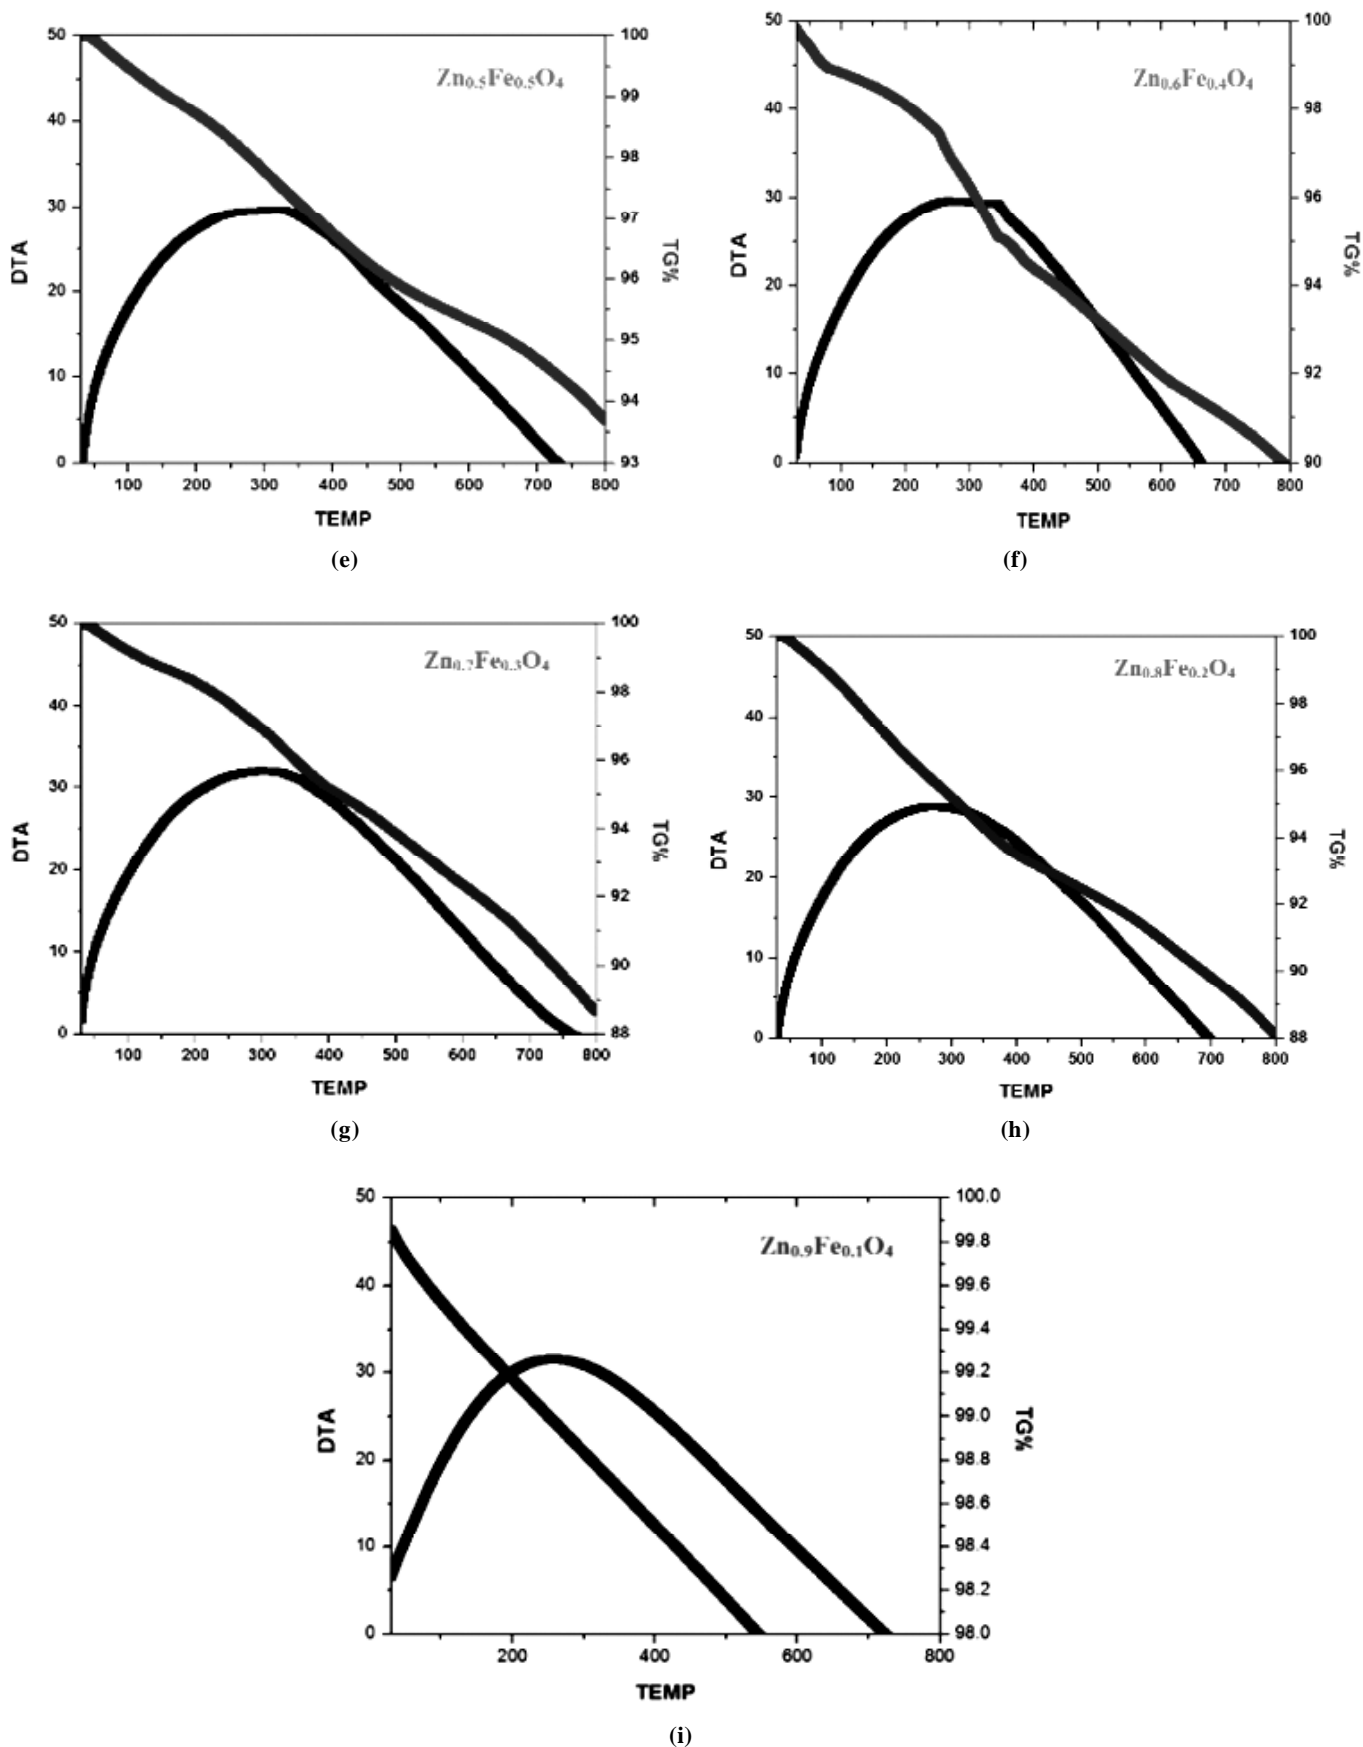 Zn0.5Fe0.5O4
50
40
30
20
10
0
100
99
98
97
96
95
94
93
DTA
TG%
100 200 300 400 500 600 700 800
TEMP
(e)
Zn0.6Fe0.4O4
50
40
30
20
10
0
100
98
96
94
92
90
DTA
TG%
100 200 300 400 500 600 700 800
TEMP
(f)
Zn0.7Fe0.3O4
50
40
30
20
10
0
100
98
96
94
92
90
88
DTA
TG%
100 200 300 400 500 600 700 800
TEMP
(g)
Zn0.8Fe0.2O4
50
40
30
20
10
0
100
98
96
94
92
90
88
DTA
TG%
100 200 300 400 500 600 700 800
TEMP
(h)
Zn0.9Fe0.1O4
50
40
30
20
10
0
100.0
99.8
99.6
99.4
99.2
99.0
98.8
98.6
98.4
98.2
98.0
DTA
TG%
200 400 600 800
TEMP
(i)